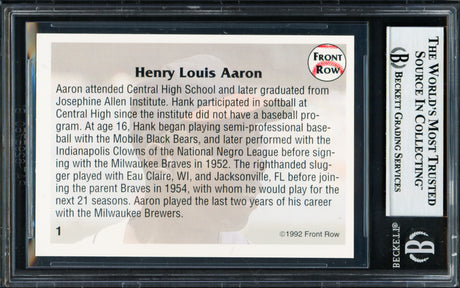 FRONT
ROW
Henry Louis Aaron
Aaron attended Central High School and later graduated from
Josephine Allen Institute. Hank participated in softball at
Central High since the institute did not have a baseball pro-
gram. At age 16, Hank began playing semi-professional base-
ball with the Mobile Black Bears, and later performed with the
Indianapolis Clowns of the National Negro League before sign-
ing with the Milwaukee Braves in 1952. The righthanded slug-
ger played with Eau Claire, WI, and Jacksonville, FL before join-
ing the parent Braves in 1954, with whom he would play for the
next 21 seasons. Aaron played the last two years of his career
with the Milwaukee Brewers.
1
©1992 Front Row
THE WORLD'S MOST TRUSTED
SOURCE IN COLLECTING™
BECKETT GRADING SERVICES
B
BECKETT
B